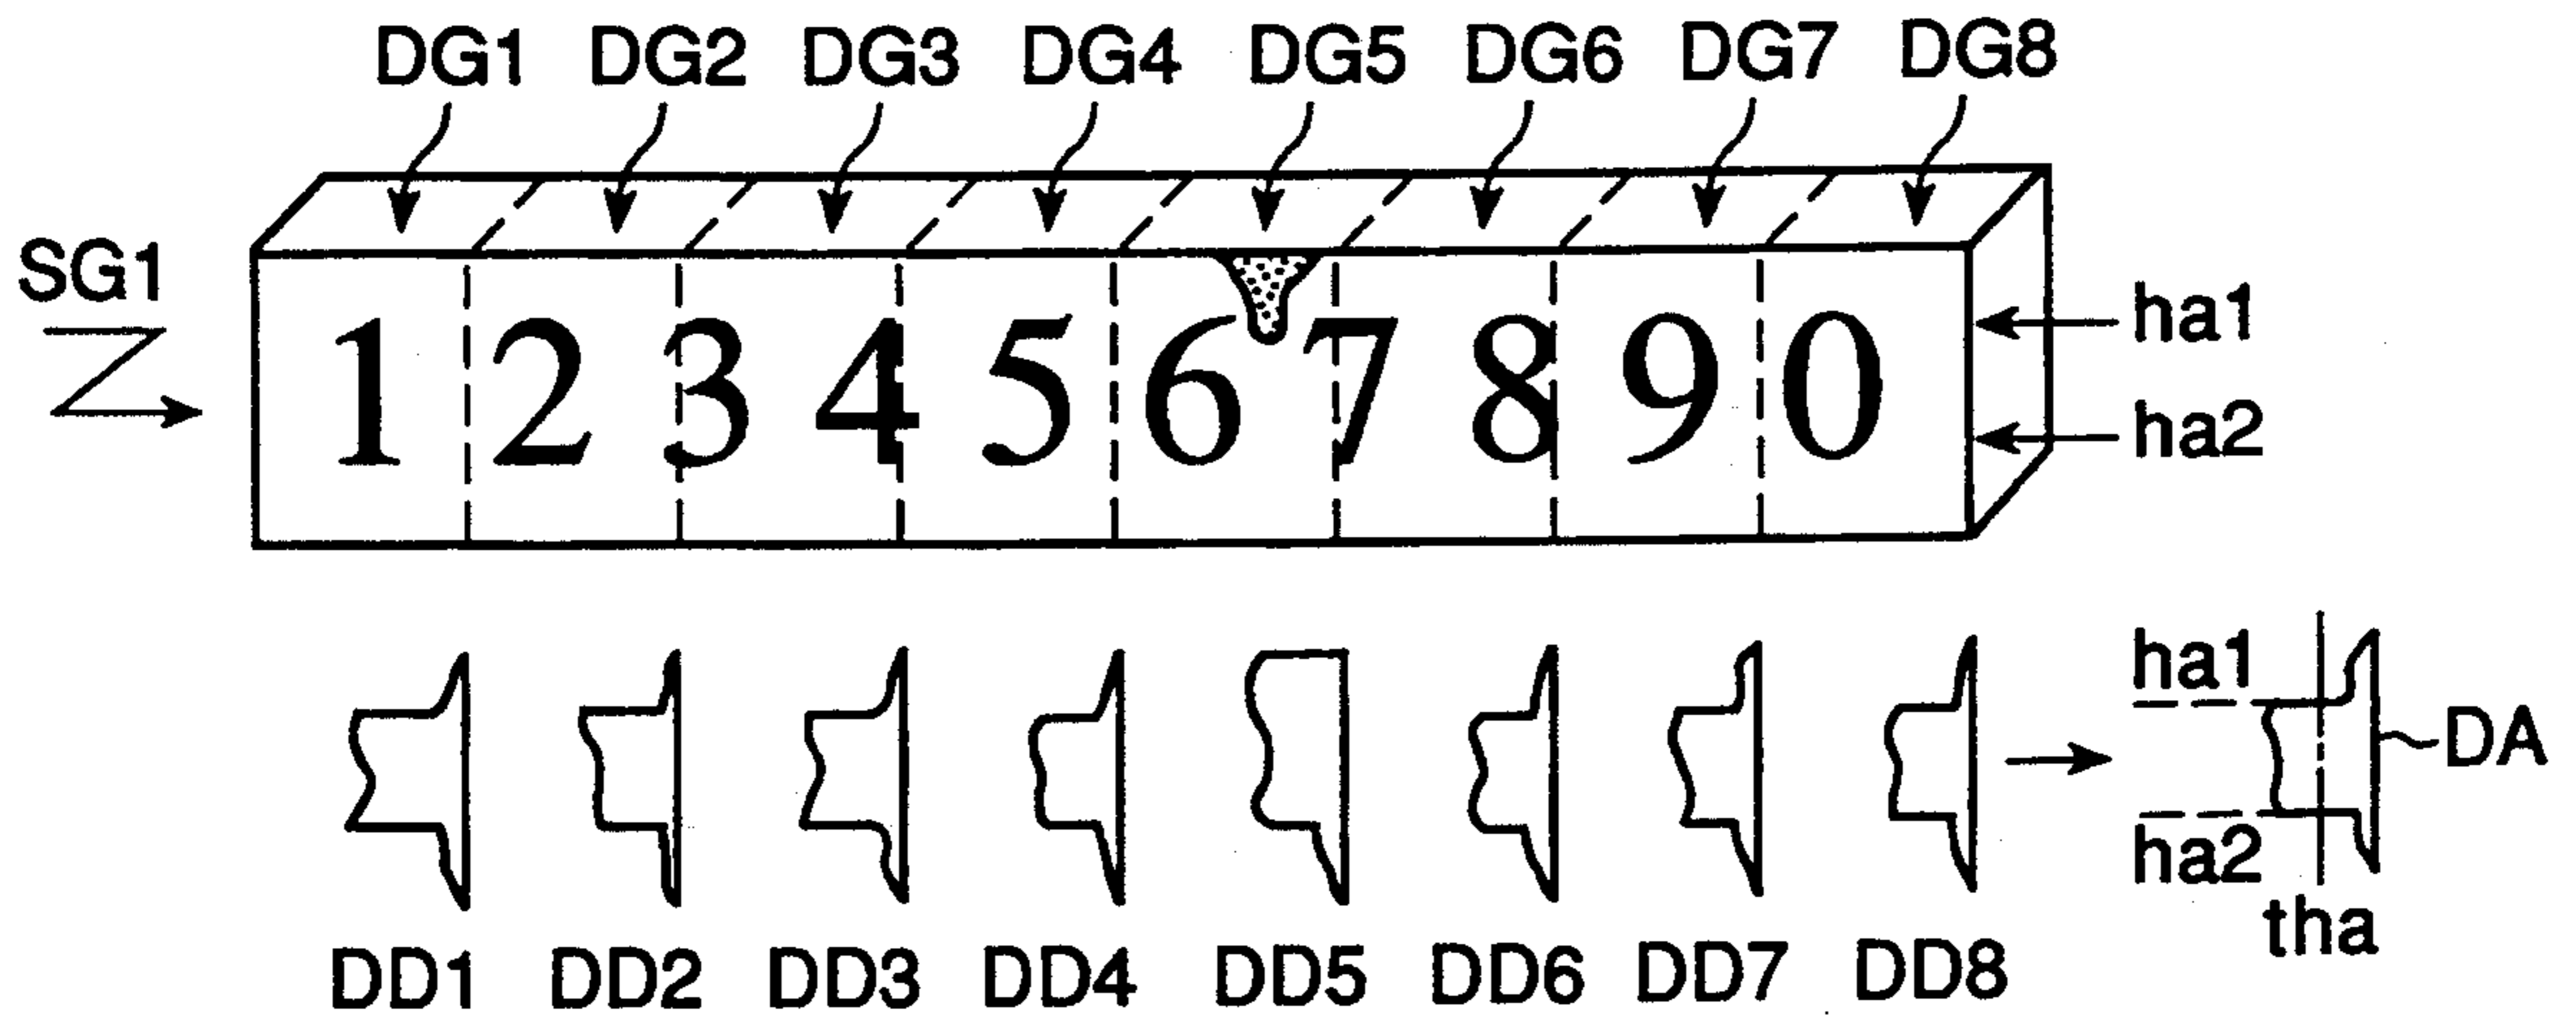 DG1 DG2 DG3 DG4 DG5 DG6 DG7 DG8
SG1
1 2 3 4 5 6 7 8 9 0
ha1
ha2
ha1
DA
ha2
tha
DD1 DD2 DD3 DD4 DD5 DD6 DD7 DD8